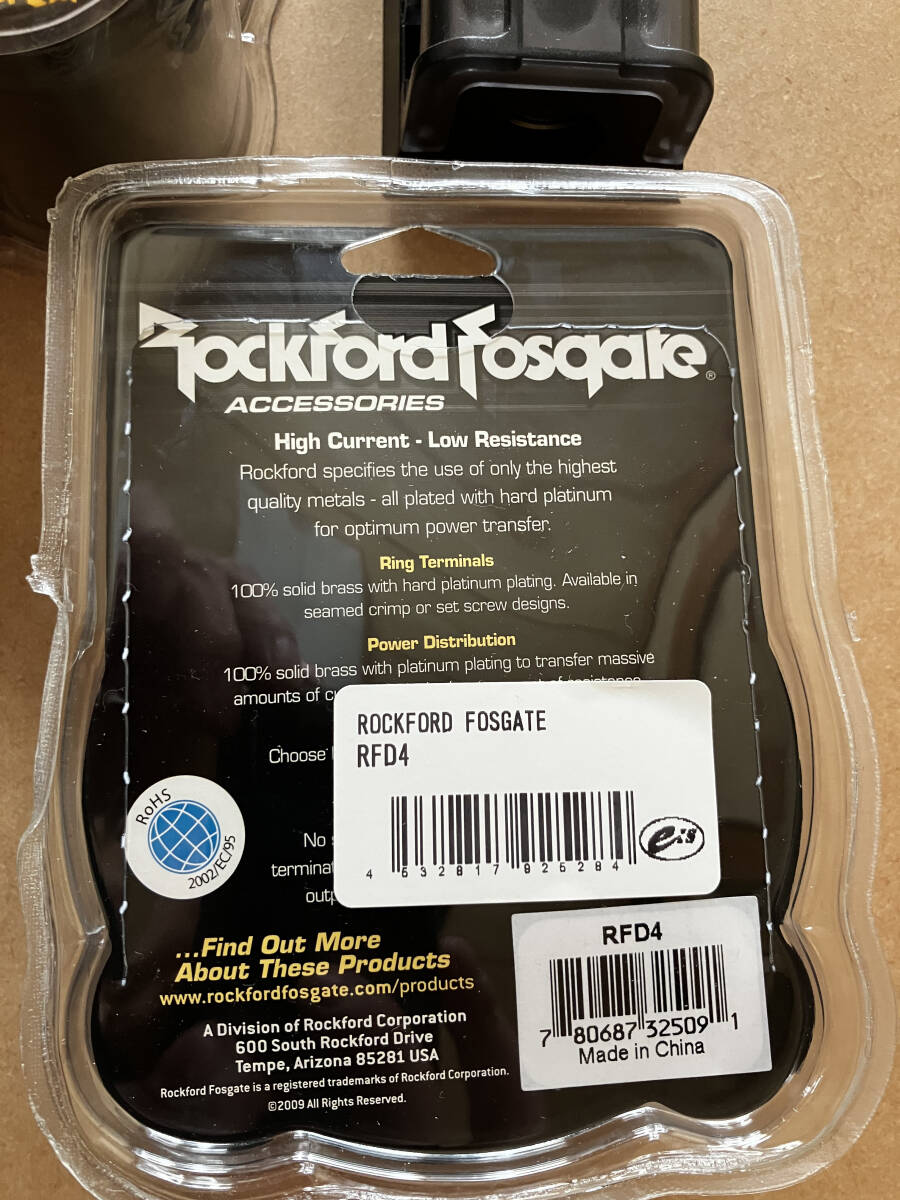 Rockford Fosgate®
ACCESSORIES
High Current - Low Resistance
Rockford specifies the use of only the highest
quality metals - all plated with hard platinum
for optimum power transfer.
Ring Terminals
100% solid brass with hard platinum plating. Available in
seamed crimp or set screw designs.
Power Distribution
100% solid brass with platinum plating to transfer massive
amounts of
ROCKFORD FOSGATE
RFD4
Choose
No
4 532817 925284
e:s
RoHS
2002/EC/95
...Find Out More
About These Products
www.rockfordfosgate.com/products
A Division of Rockford Corporation
600 South Rockford Drive
Tempe, Arizona 85281 USA
Rockford Fosgate is a registered trademarks of Rockford Corporation.
©2009 All Rights Reserved.
RFD4
7 80687 32509 1
Made in China